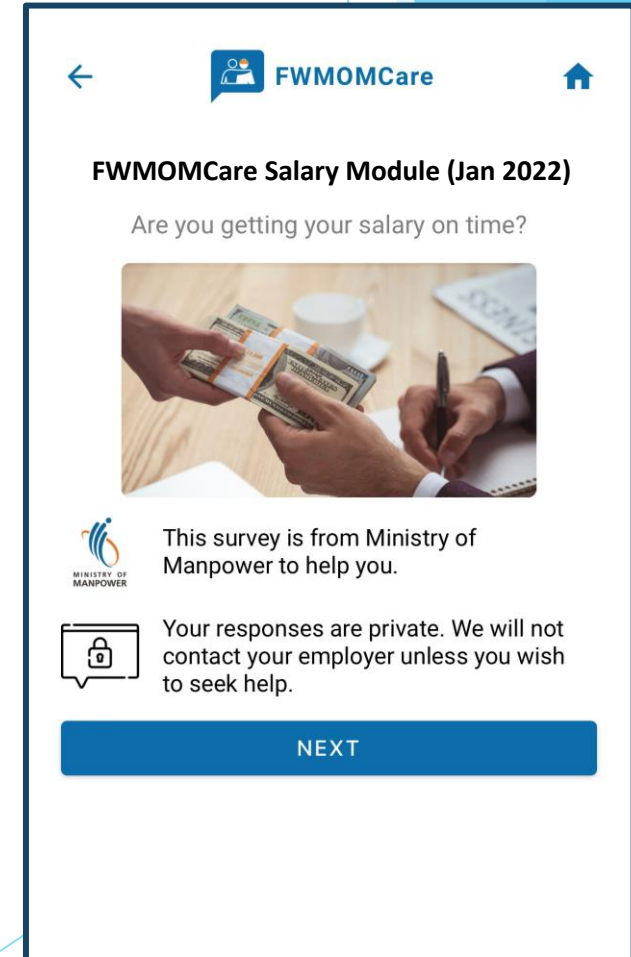 FWMOMCare
FWMOMCare Salary Module (Jan 2022)
Are you getting your salary on time?
MINISTRY OF
MANPOWER
This survey is from Ministry of
Manpower to help you.
Your responses are private. We will not
contact your employer unless you wish
to seek help.
NEXT